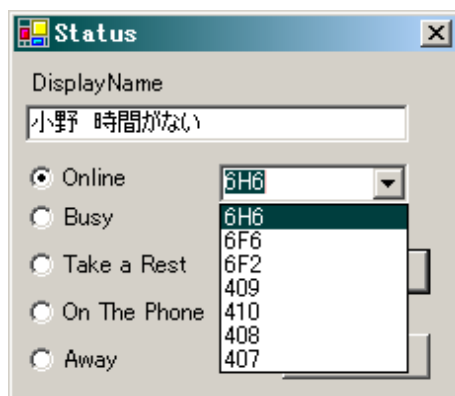 Status
DisplayName
小野 時間がない
Online
6H6
Busy
6H6
6F6
Take a Rest
6F2
409
On The Phone
410
408
Away
407